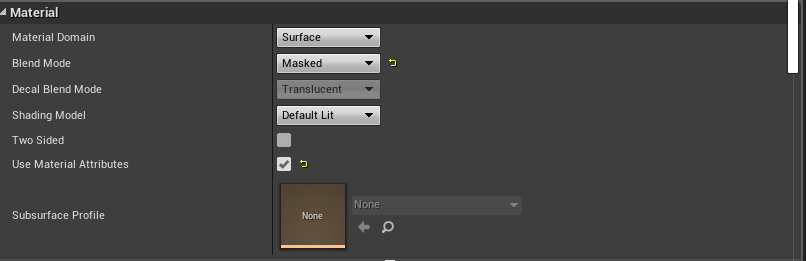 Material
Material Domain Surface
Blend Mode Masked
Decal Blend Mode Translucent
Shading Model Default Lit
Two Sided
Use Material Attributes
Subsurface Profile None None